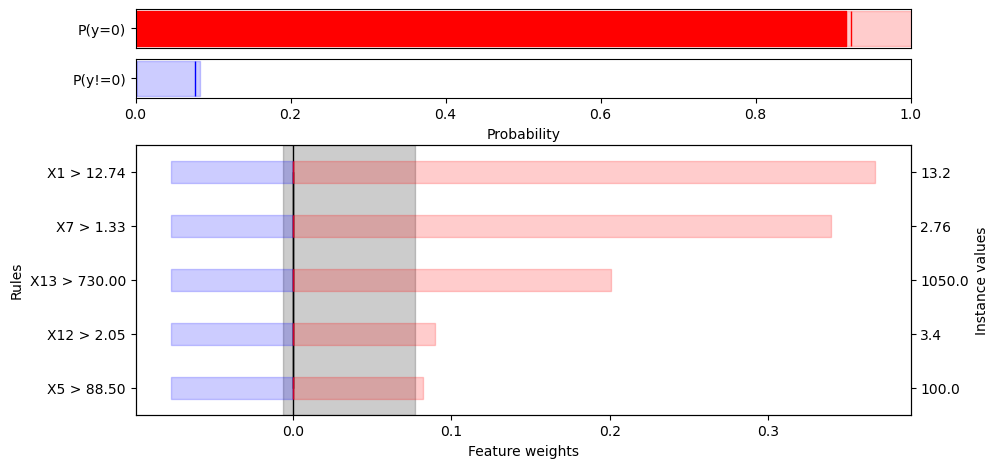 P(y=0)
P(y!=0)
0.0 0.2 0.4 0.6 0.8 1.0
Probability
X1 > 12.74 13.2
X7 > 1.33 2.76
X13 > 730.00 1050.0
X12 > 2.05 3.4
X5 > 88.50 100.0
Rules
Instance values
0.0 0.1 0.2 0.3
Feature weights